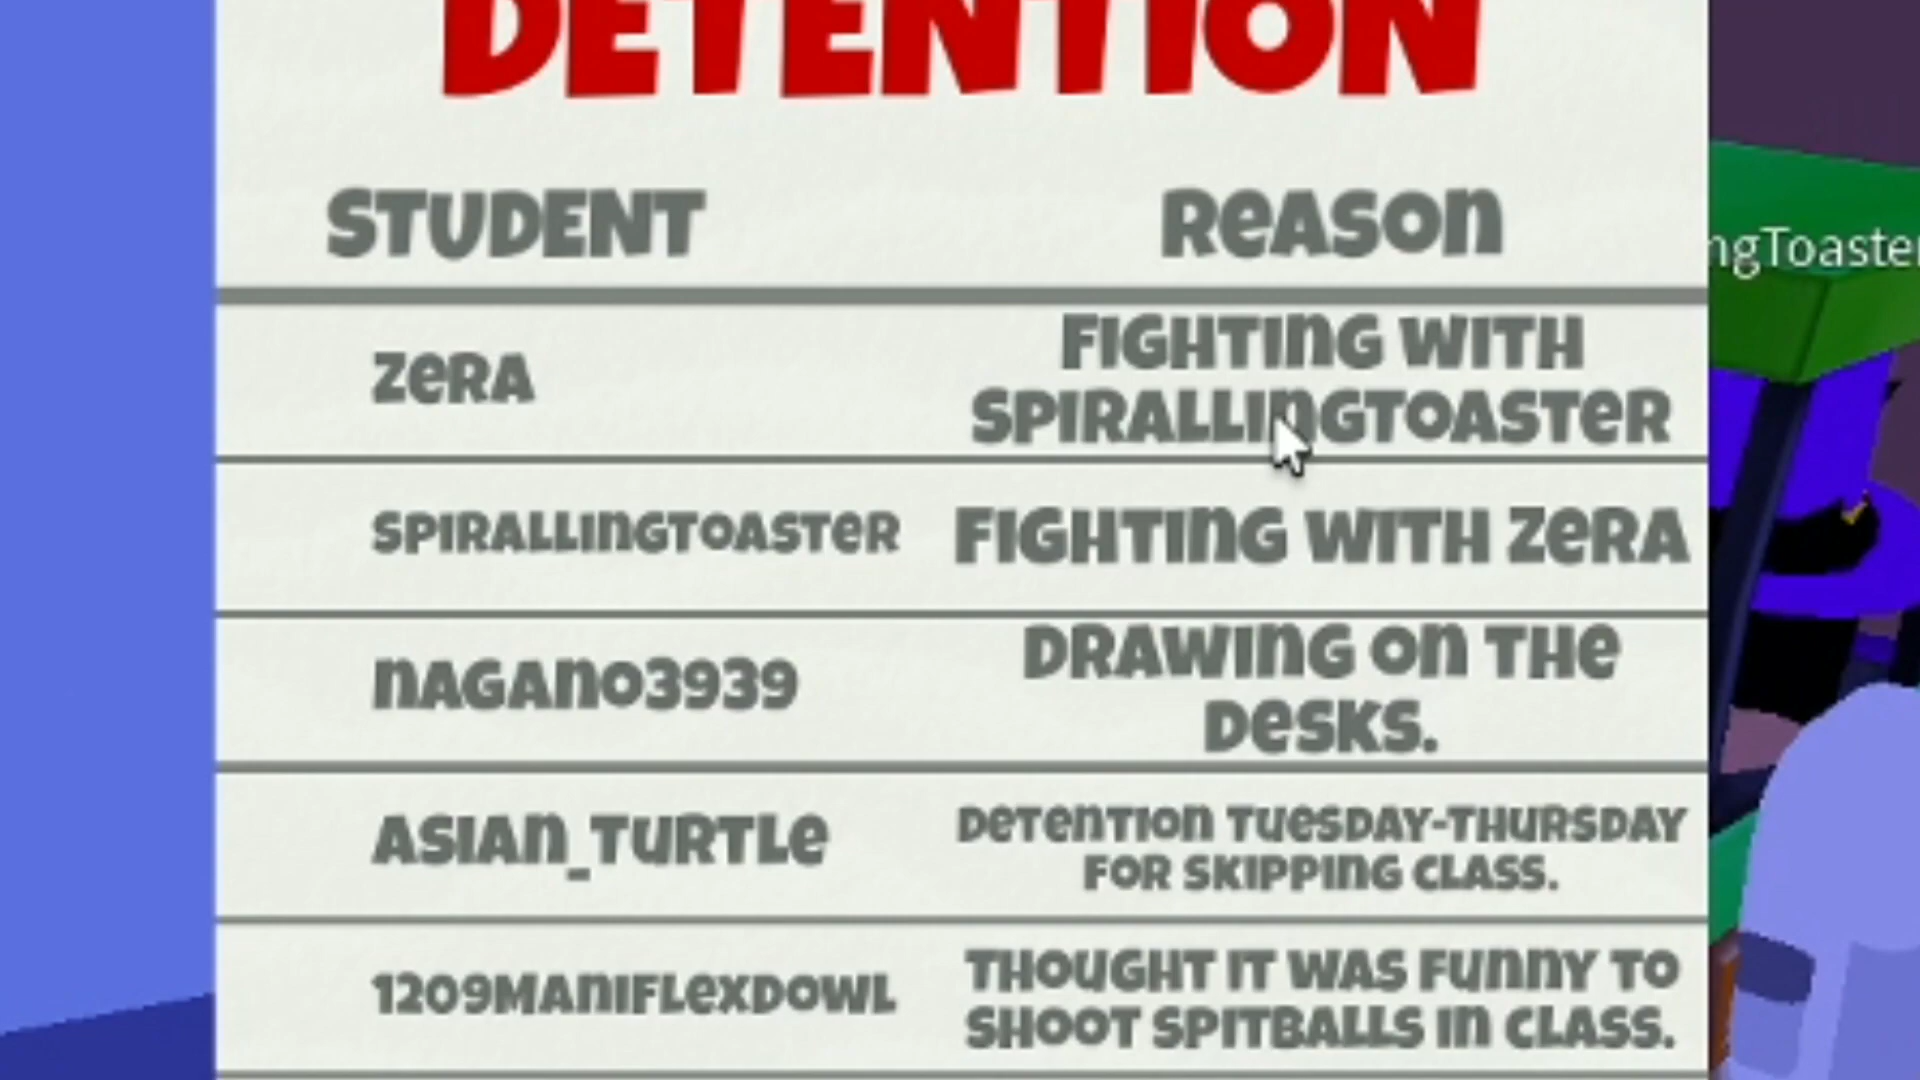 DETENTION
STUDENT REASON
ZERA
FIGHTING WITH
SPIRALLINGTOASTER
SPIRALLINGTOASTER FIGHTING WITH ZERA
NAGANO3939
DRAWING ON THE
DESKS.
ASIAN_TURTLE
DETENTION TUESDAY-THURSDAY
FOR SKIPPING CLASS.
1209MANIFLEXDOWL
THOUGHT IT WAS FUNNY TO
SHOOT SPITBALLS IN CLASS.
ngToaster